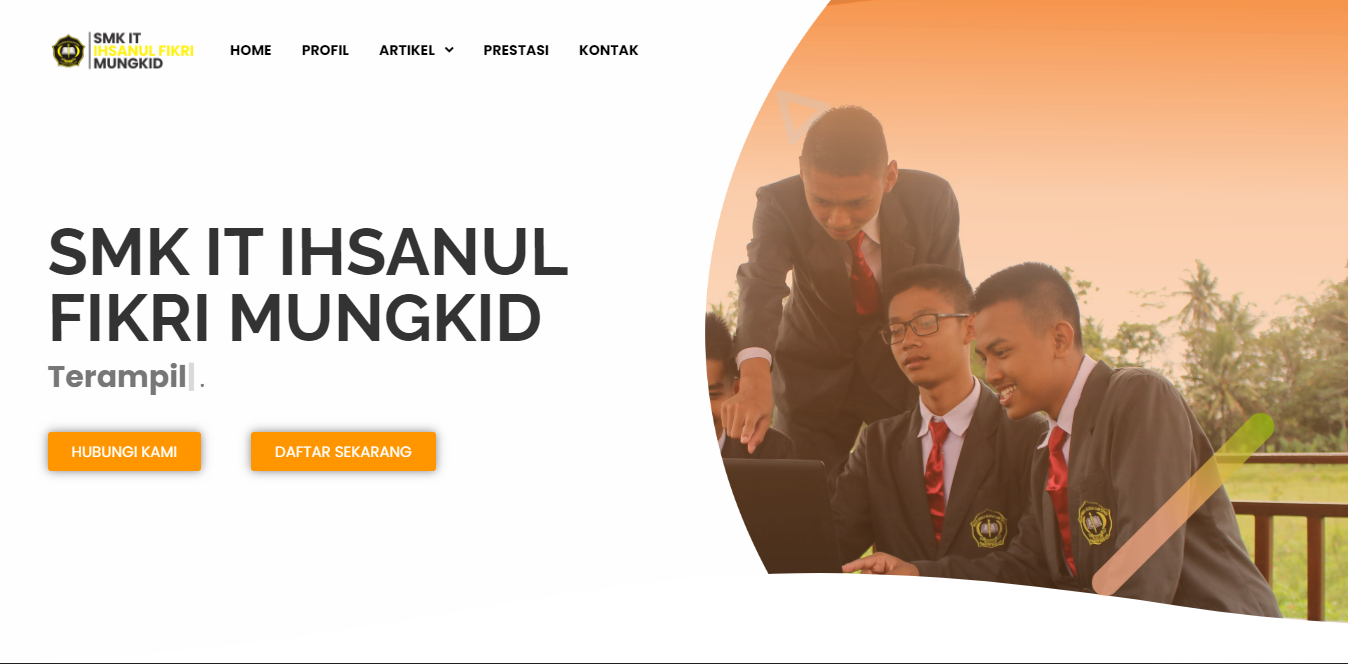 SMK IT
IHSANUL FIKRI
MUNGKID
HOME PROFIL ARTIKEL PRESTASI KONTAK
SMK IT IHSANUL
FIKRI MUNGKID
Terampil .
HUBUNGI KAMI DAFTAR SEKARANG